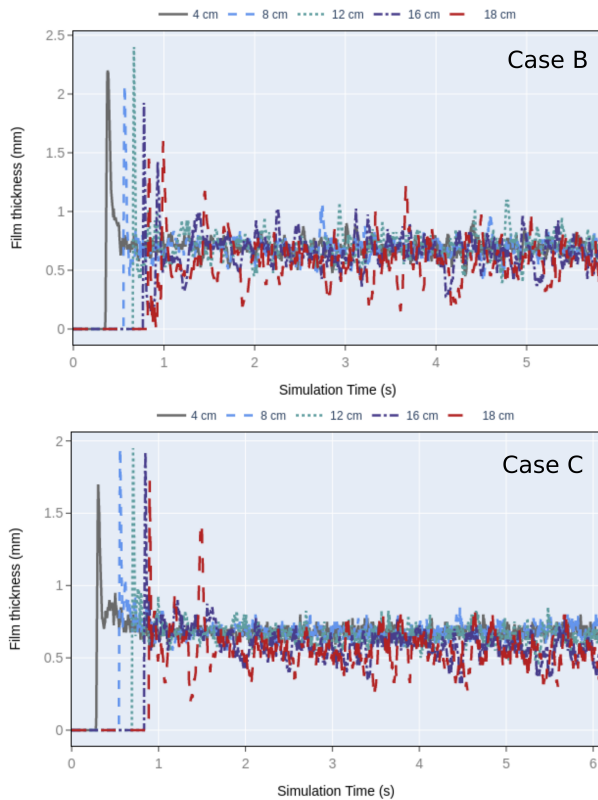 4 cm 8 cm 12 cm 16 cm 18 cm
Case B
2.5
2
1.5
1
0.5
0
Film thickness (mm)
0 1 2 3 4 5
Simulation Time (s)
4 cm 8 cm 12 cm 16 cm 18 cm
Case C
2
1.5
1
0.5
0
Film thickness (mm)
0 1 2 3 4 5 6
Simulation Time (s)